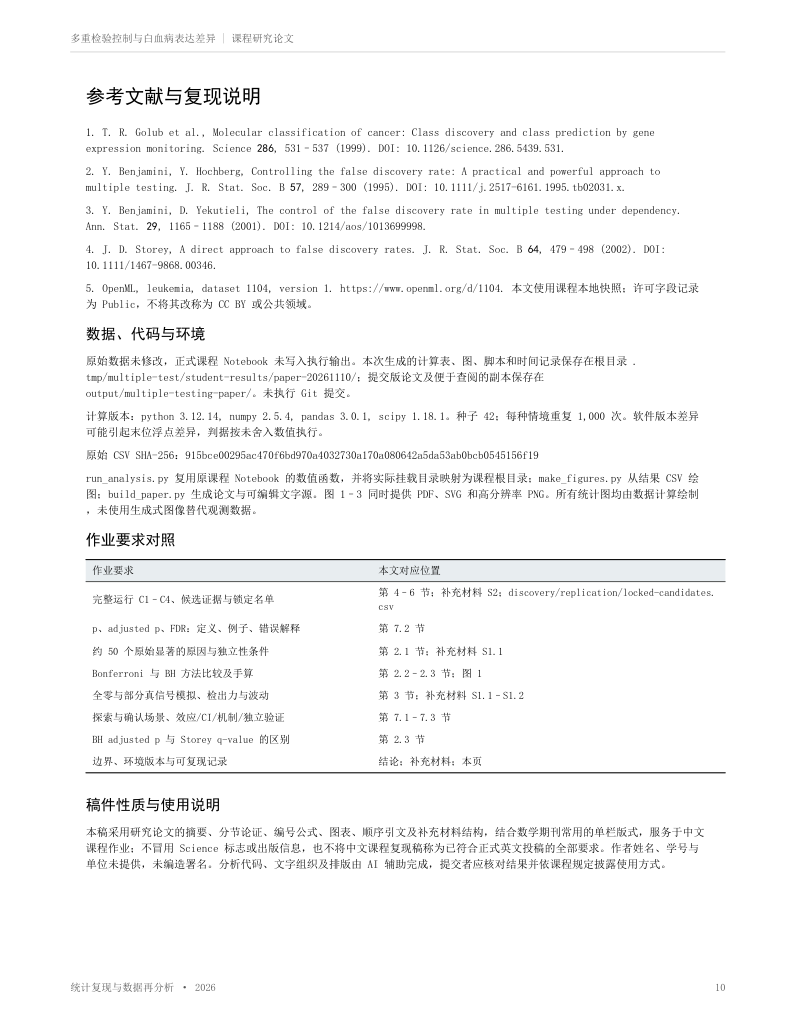 多重检验控制与白血病表达差异 | 课程研究论文
参考文献与复现说明
1. T. R. Golub et al., Molecular classification of cancer: Class discovery and class prediction by gene
expression monitoring. Science 286, 531–537 (1999). DOI: 10.1126/science.286.5439.531.
2. Y. Benjamini, Y. Hochberg, Controlling the false discovery rate: A practical and powerful approach to
multiple testing. J. R. Stat. Soc. B 57, 289–300 (1995). DOI: 10.1111/j.2517-6161.1995.tb02031.x.
3. Y. Benjamini, D. Yekutieli, The control of the false discovery rate in multiple testing under dependency.
Ann. Stat. 29, 1165–1188 (2001). DOI: 10.1214/aos/1013699998.
4. J. D. Storey, A direct approach to false discovery rates. J. R. Stat. Soc. B 64, 479–498 (2002). DOI:
10.1111/1467-9868.00346.
5. OpenML, leukemia, dataset 1104, version 1. https://www.openml.org/d/1104. 本文使用课程本地快照；许可字段记录
为 Public，不将其改称为 CC BY 或公共领域。
数据、代码与环境
原始数据未修改，正式课程 Notebook 未写入执行输出。本次生成的计算表、图、脚本和时间记录保存在根目录 .
tmp/multiple-test/student-results/paper-20261110/；提交版论文及便于查阅的副本保存在
output/multiple-testing-paper/。未执行 Git 提交。
计算版本：python 3.12.14, numpy 2.5.4, pandas 3.0.1, scipy 1.18.1。种子 42；每种情境重复 1,000 次。软件版本差异
可能引起末位浮点差异，判据按未舍入数值执行。
原始 CSV SHA-256：915bce00295ac470f6bd970a4032730a170a080642a5da53ab0bcb0545156f19
run_analysis.py 复用原课程 Notebook 的数值函数，并将实际挂载目录映射为课程根目录；make_figures.py 从结果 CSV 绘
图；build_paper.py 生成论文与可编辑文字源。图 1–3 同时提供 PDF、SVG 和高分辨率 PNG。所有统计图均由数据计算绘制
，未使用生成式图像替代观测数据。
作业要求对照
作业要求 本文对应位置
完整运行 C1–C4、候选证据与锁定名单 第 4–6 节；补充材料 S2；discovery/replication/locked-candidates.
csv
p、adjusted p、FDR：定义、例子、错误解释 第 7.2 节
约 50 个原始显著的原因与独立性条件 第 2.1 节；补充材料 S1.1
Bonferroni 与 BH 方法比较及手算 第 2.2–2.3 节；图 1
全零与部分真信号模拟、检出力与波动 第 3 节；补充材料 S1.1–S1.2
探索与确认场景、效应/CI/机制/独立验证 第 7.1–7.3 节
BH adjusted p 与 Storey q-value 的区别 第 2.3 节
边界、环境版本与可复现记录 结论；补充材料；本页
稿件性质与使用说明
本稿采用研究论文的摘要、分节论证、编号公式、图表、顺序引文及补充材料结构，结合数学期刊常用的单栏版式，服务于中文
课程作业；不冒用 Science 标志或出版信息，也不将中文课程复现稿称为已符合正式英文投稿的全部要求。作者姓名、学号与
单位未提供，未编造署名。分析代码、文字组织及排版由 AI 辅助完成，提交者应核对结果并依课程规定披露使用方式。
统计复现与数据再分析 • 2026 10